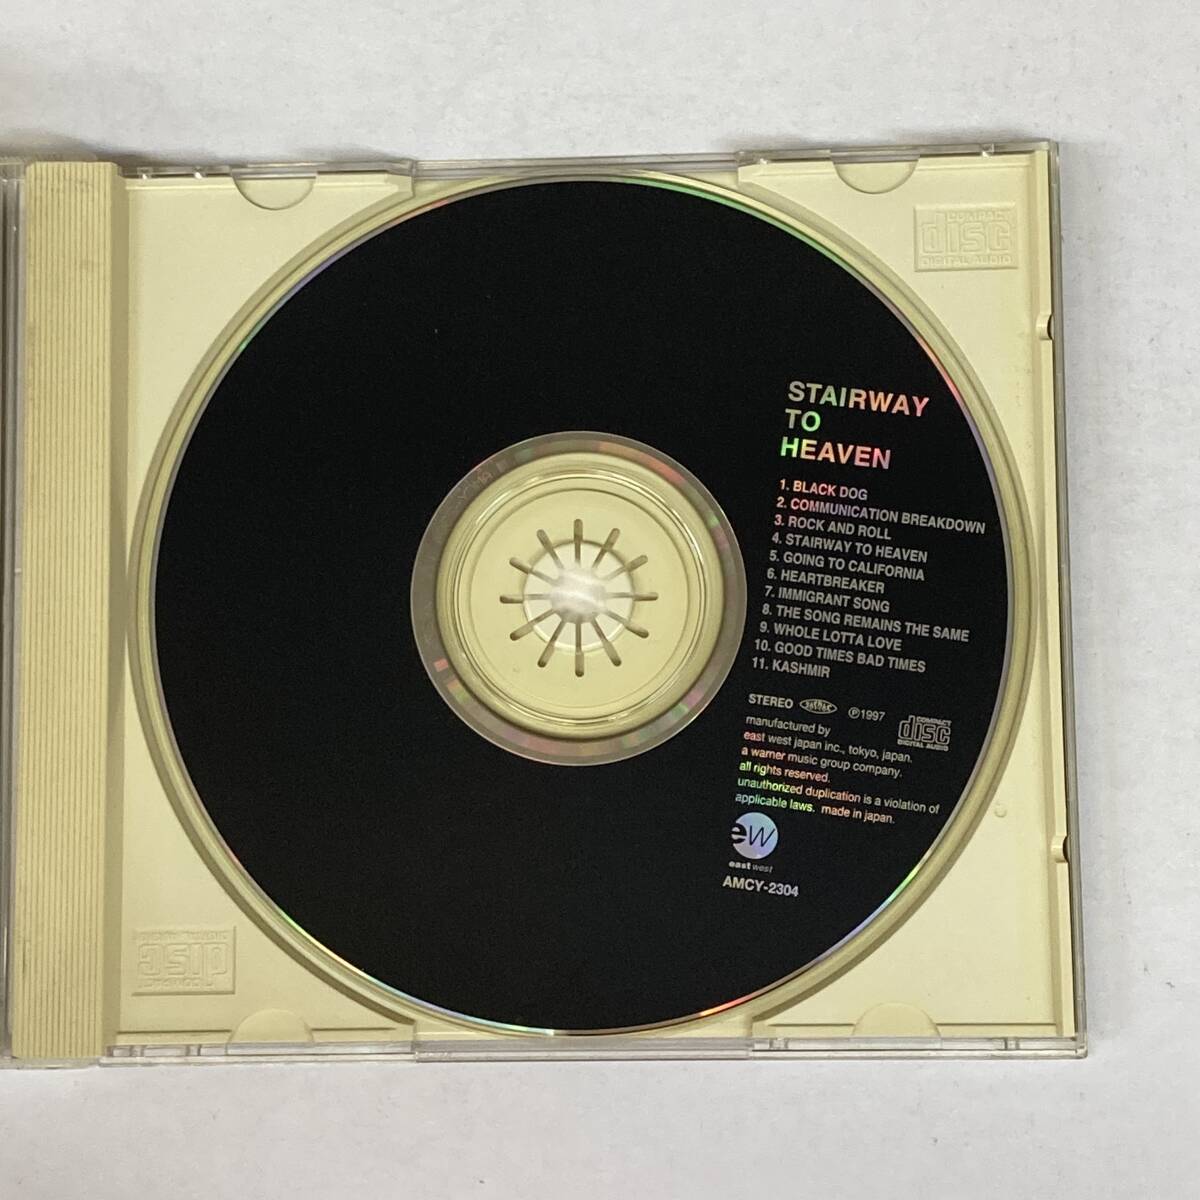 COMPACT
disc
DIGITAL AUDIO
STAIRWAY
TO
HEAVEN
1. BLACK DOG
2. COMMUNICATION BREAKDOWN
3. ROCK AND ROLL
4. STAIRWAY TO HEAVEN
5. GOING TO CALIFORNIA
6. HEARTBREAKER
7. IMMIGRANT SONG
8. THE SONG REMAINS THE SAME
9. WHOLE LOTTA LOVE
10. GOOD TIMES BAD TIMES
11. KASHMIR
STEREO ℗1997
COMPACT
disc
DIGITAL AUDIO
manufactured by
east west japan inc., tokyo, japan.
a warner music group company.
all rights reserved.
unauthorized duplication is a violation of
applicable laws. made in japan.
ew
east west
AMCY-2304
COMPACT
disc
DIGITAL AUDIO